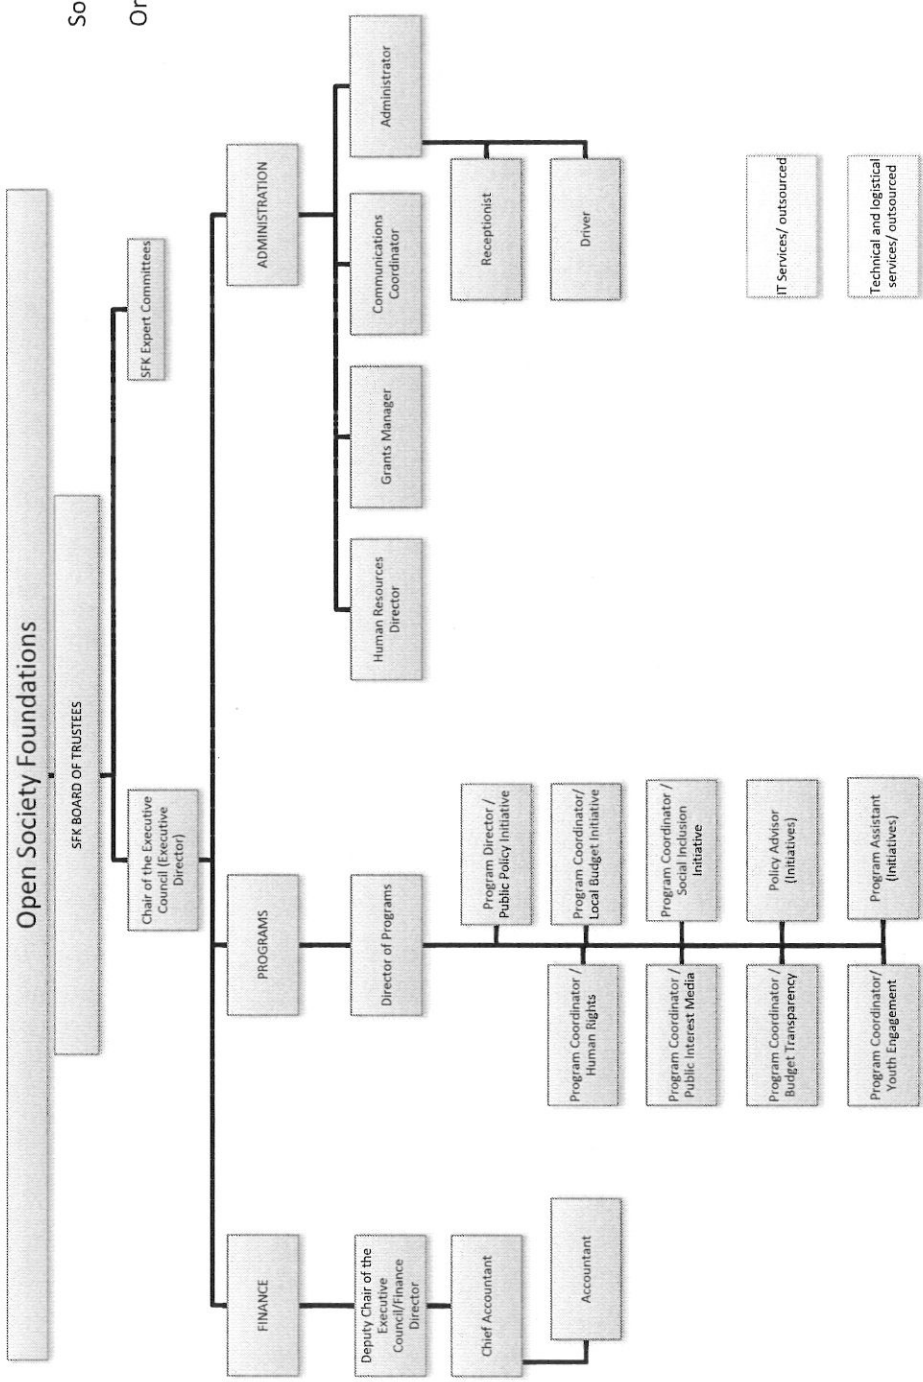 So
Or
Open Society Foundations
SFK BOARD OF TRUSTEES
Chair of the Executive
Council (Executive
Director)
SFK Expert Committees
FINANCE
PROGRAMS
ADMINISTRATION
Deputy Chair of the
Executive
Council/Finance
Director
Chief Accountant
Accountant
Director of Programs
Program Director /
Public Policy Initiative
Program Coordinator /
Human Rights
Program Coordinator/
Local Budget Initiative
Program Coordinator /
Public Interest Media
Program Coordinator /
Social Inclusion
Initiative
Program Coordinator /
Budget Transparency
Policy Advisor
(Initiatives)
Program Coordinator/
Youth Engagement
Program Assistant
(Initiatives)
Human Resources
Director
Grants Manager
Communications
Coordinator
Administrator
Receptionist
Driver
IT Services/ outsourced
Technical and logistical
services/ outsourced